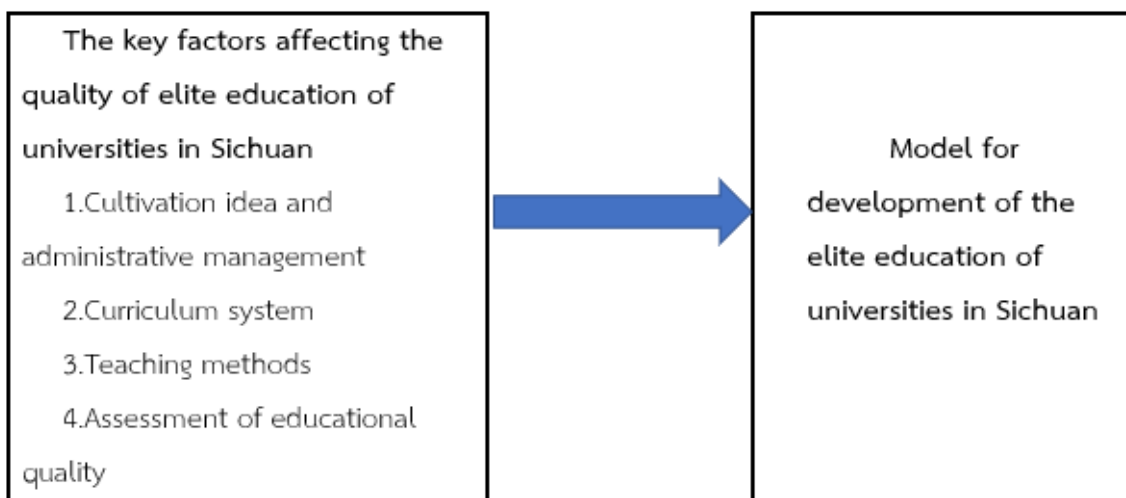 The key factors affecting the
quality of elite education of
universities in Sichuan
1.Cultivation idea and
administrative management
2.Curriculum system
3.Teaching methods
4.Assessment of educational
quality
Model for
development of the
elite education of
universities in Sichuan